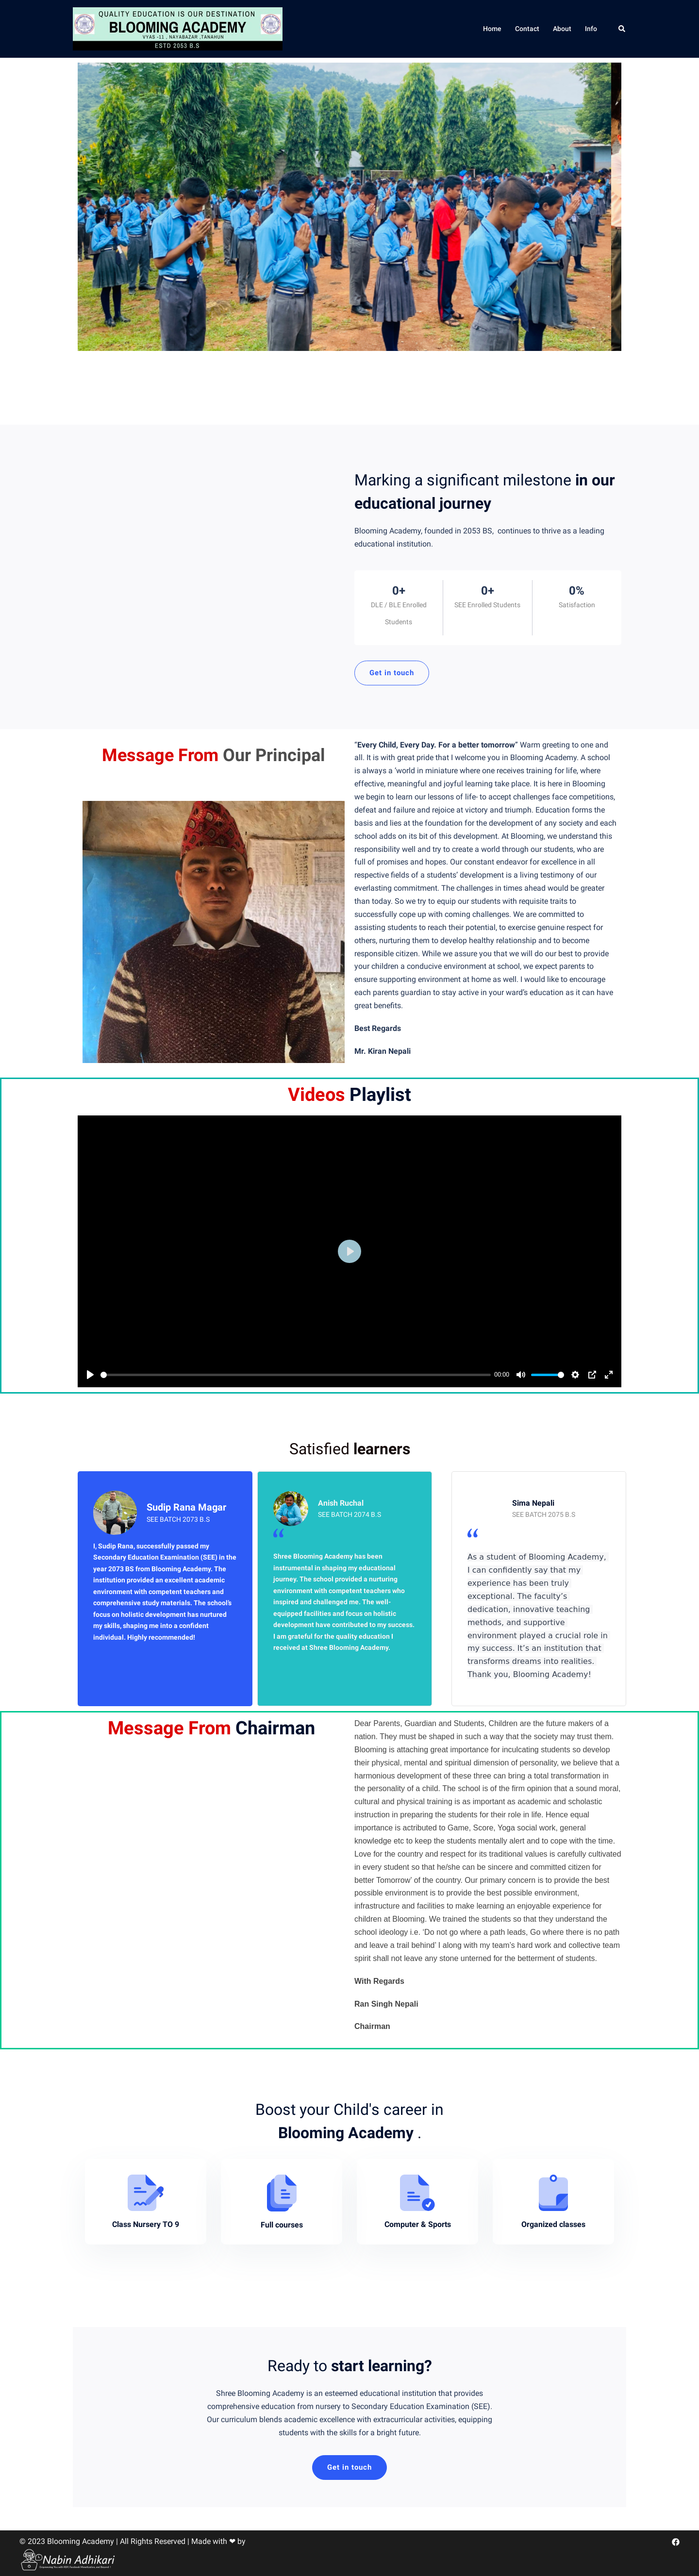 QUALITY EDUCATION IS OUR DESTINATION
BLOOMING ACADEMY
VYAS -11 , NAYABAZAR ,TANAHUN
ESTD 2053 B.S
Home
Contact
About
Info
Marking a significant milestone in our
educational journey
Blooming Academy, founded in 2053 BS,  continues to thrive as a leading
educational institution.
0+
DLE / BLE Enrolled
Students
0+
SEE Enrolled Students
0%
Satisfaction
Get in touch
Message From Our Principal
“Every Child, Every Day. For a better tomorrow” Warm greeting to one and
all. It is with great pride that I welcome you in Blooming Academy. A school
is always a ‘world in miniature where one receives training for life, where
effective, meaningful and joyful learning take place. It is here in Blooming
we begin to learn our lessons of life- to accept challenges face competitions,
defeat and failure and rejoice at victory and triumph. Education forms the
basis and lies at the foundation for the development of any society and each
school adds on its bit of this development. At Blooming, we understand this
responsibility well and try to create a world through our students, who are
full of promises and hopes. Our constant endeavor for excellence in all
respective fields of a students’ development is a living testimony of our
everlasting commitment. The challenges in times ahead would be greater
than today. So we try to equip our students with requisite traits to
successfully cope up with coming challenges. We are committed to
assisting students to reach their potential, to exercise genuine respect for
others, nurturing them to develop healthy relationship and to become
responsible citizen. While we assure you that we will do our best to provide
your children a conducive environment at school, we expect parents to
ensure supporting environment at home as well. I would like to encourage
each parents guardian to stay active in your ward’s education as it can have
great benefits.
Best Regards
Mr. Kiran Nepali
Videos Playlist
00:00
Satisfied learners
Sudip Rana Magar
SEE BATCH 2073 B.S
I, Sudip Rana, successfully passed my
Secondary Education Examination (SEE) in the
year 2073 BS from Blooming Academy. The
institution provided an excellent academic
environment with competent teachers and
comprehensive study materials. The school's
focus on holistic development has nurtured
my skills, shaping me into a confident
individual. Highly recommended!
Anish Ruchal
SEE BATCH 2074 B.S
“
Shree Blooming Academy has been
instrumental in shaping my educational
journey. The school provided a nurturing
environment with competent teachers who
inspired and challenged me. The well-
equipped facilities and focus on holistic
development have contributed to my success.
I am grateful for the quality education I
received at Shree Blooming Academy.
Sima Nepali
SEE BATCH 2075 B.S
“
As a student of Blooming Academy,
I can confidently say that my
experience has been truly
exceptional. The faculty’s
dedication, innovative teaching
methods, and supportive
environment played a crucial role in
my success. It’s an institution that
transforms dreams into realities.
Thank you, Blooming Academy!
Message From Chairman
Dear Parents, Guardian and Students, Children are the future makers of a
nation. They must be shaped in such a way that the society may trust them.
Blooming is attaching great importance for inculcating students so develop
their physical, mental and spiritual dimension of personality, we believe that a
harmonious development of these three can bring a total transformation in
the personality of a child. The school is of the firm opinion that a sound moral,
cultural and physical training is as important as academic and scholastic
instruction in preparing the students for their role in life. Hence equal
importance is actributed to Game, Score, Yoga social work, general
knowledge etc to keep the students mentally alert and to cope with the time.
Love for the country and respect for its traditional values is carefully cultivated
in every student so that he/she can be sincere and committed citizen for
better Tomorrow’ of the country. Our primary concern is to provide the best
possible environment is to provide the best possible environment,
infrastructure and facilities to make learning an enjoyable experience for
children at Blooming. We trained the students so that they understand the
school ideology i.e. ‘Do not go where a path leads, Go where there is no path
and leave a trail behind’ I along with my team’s hard work and collective team
spirit shall not leave any stone unterned for the betterment of students.
With Regards
Ran Singh Nepali
Chairman
Boost your Child's career in
Blooming Academy .
Class Nursery TO 9
Full courses
Computer & Sports
Organized classes
Ready to start learning?
Shree Blooming Academy is an esteemed educational institution that provides
comprehensive education from nursery to Secondary Education Examination (SEE).
Our curriculum blends academic excellence with extracurricular activities, equipping
students with the skills for a bright future.
Get in touch
© 2023 Blooming Academy | All Rights Reserved | Made with ❤ by
Nabin Adhikari